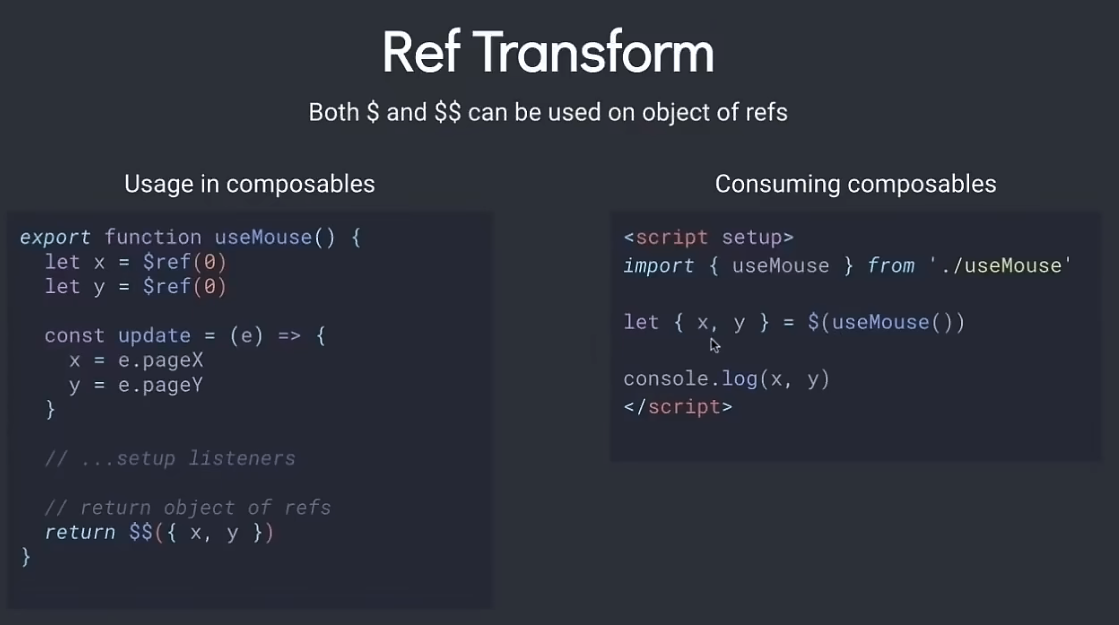 Ref Transform
Both $ and $$ can be used on object of refs
Usage in composables
export function useMouse() {
  let x = $ref(0)
  let y = $ref(0)

  const update = (e) => {
    x = e.pageX
    y = e.pageY
  }

  // ...setup listeners

  // return object of refs
  return $$({ x, y })
}
Consuming composables
<script setup>
import { useMouse } from './useMouse'

let { x, y } = $(useMouse())

console.log(x, y)
</script>